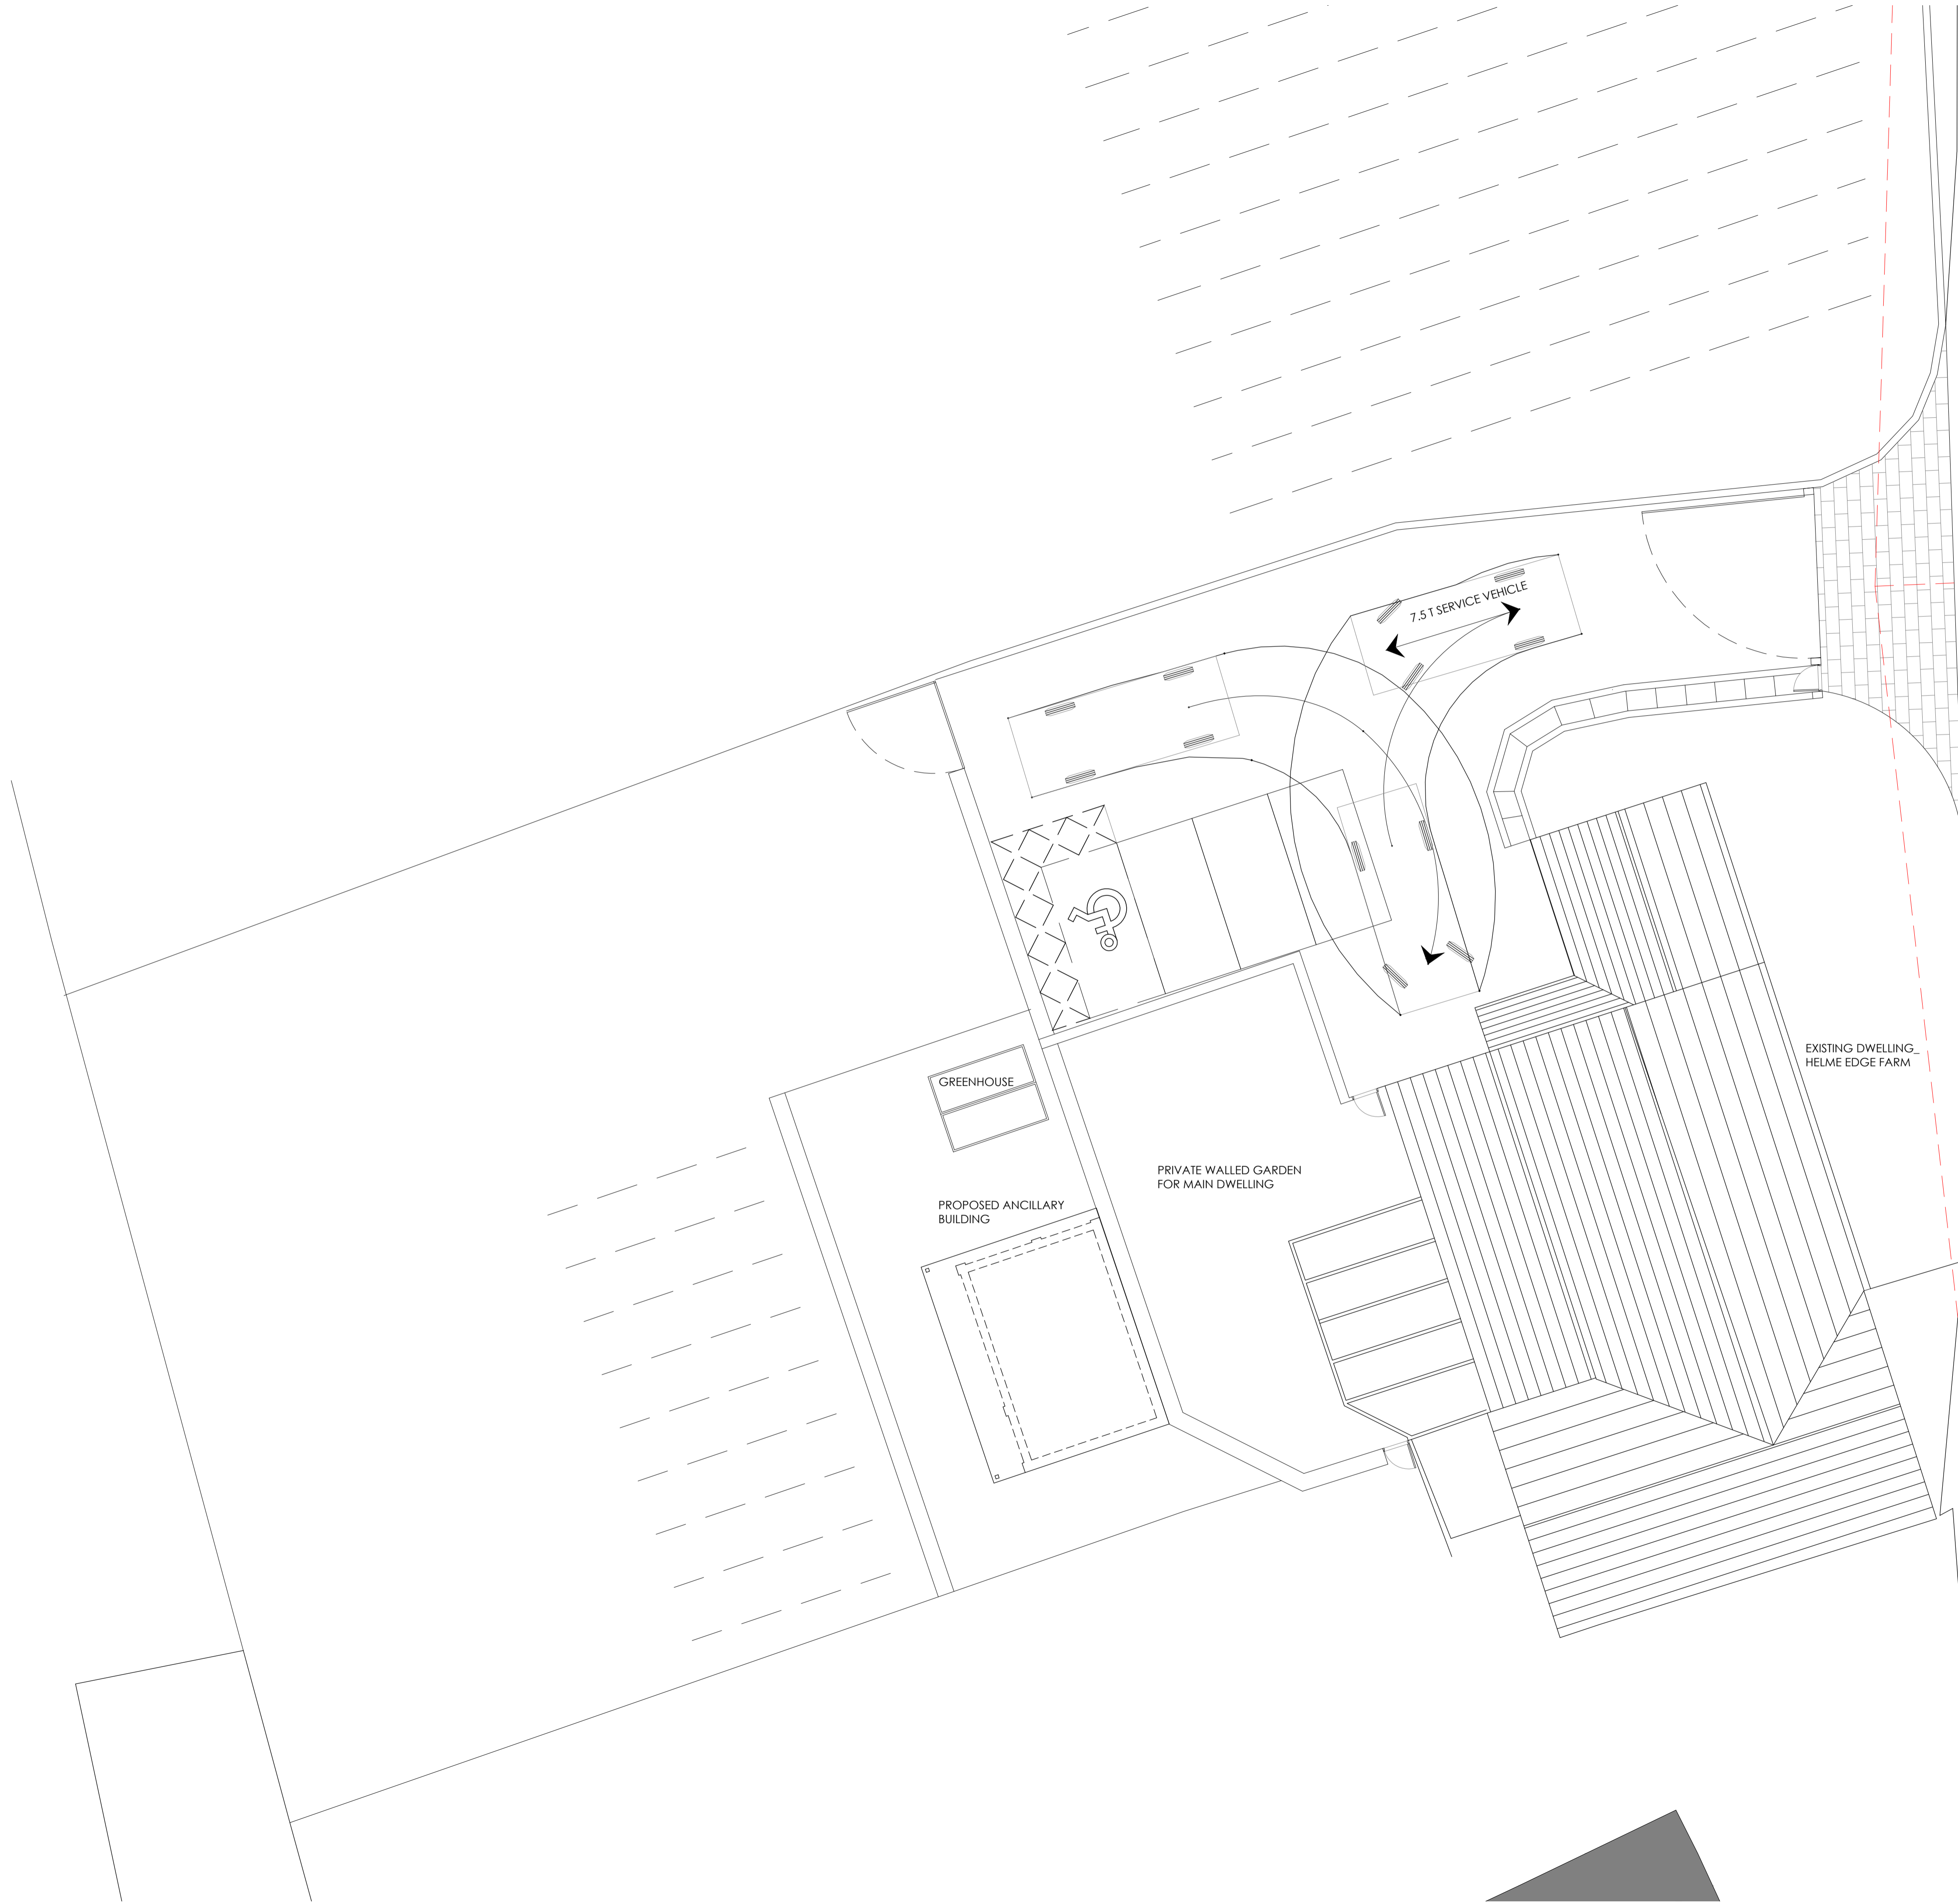 7.5 T SERVICE VEHICLE
EXISTING DWELLING_
HELME EDGE FARM
GREENHOUSE
PRIVATE WALLED GARDEN
FOR MAIN DWELLING
PROPOSED ANCILLARY
BUILDING